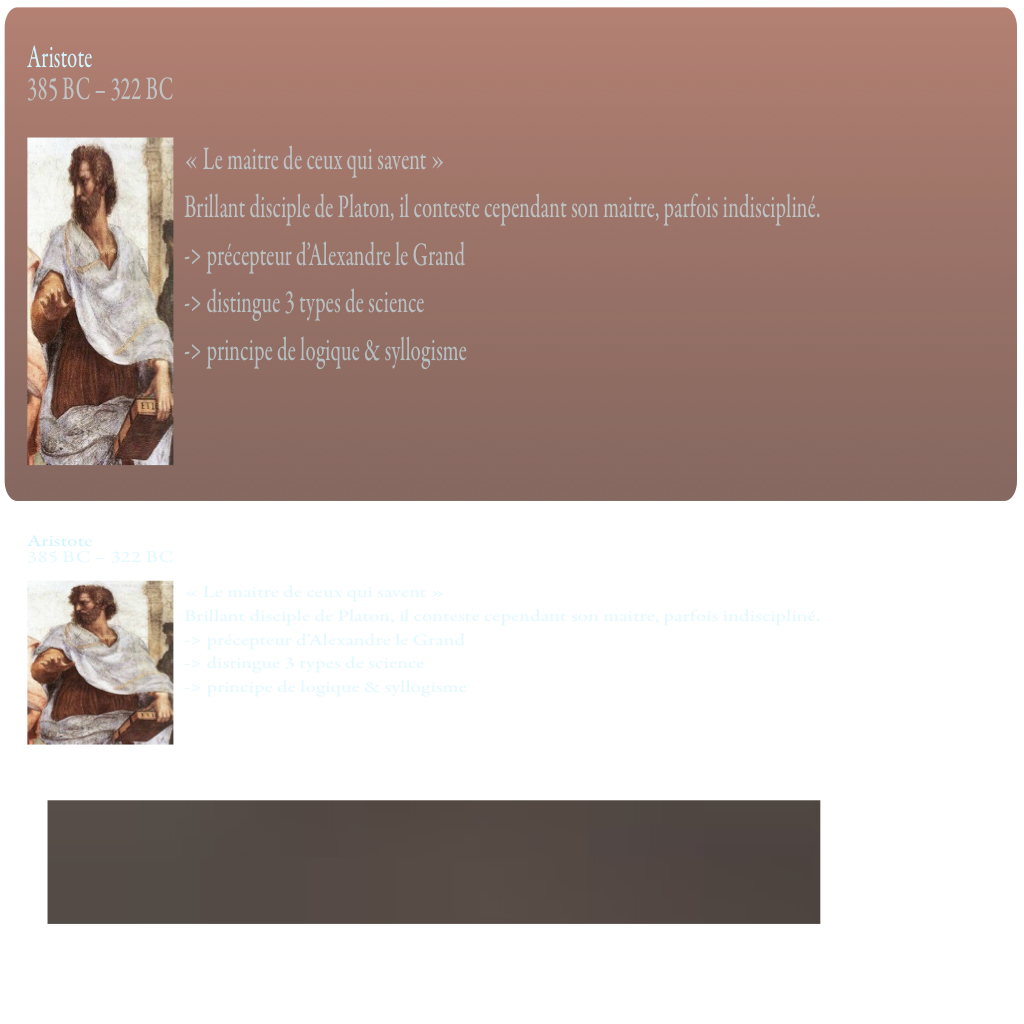 Aristote
385 BC – 322 BC
« Le maitre de ceux qui savent »
Brillant disciple de Platon, il conteste cependant son maitre, parfois indiscipliné.
-> précepteur d’Alexandre le Grand
-> distingue 3 types de science
-> principe de logique & syllogisme
Aristote
385 BC – 322 BC
« Le maitre de ceux qui savent »
Brillant disciple de Platon, il conteste cependant son maitre, parfois indiscipliné.
-> précepteur d’Alexandre le Grand
-> distingue 3 types de science
-> principe de logique & syllogisme